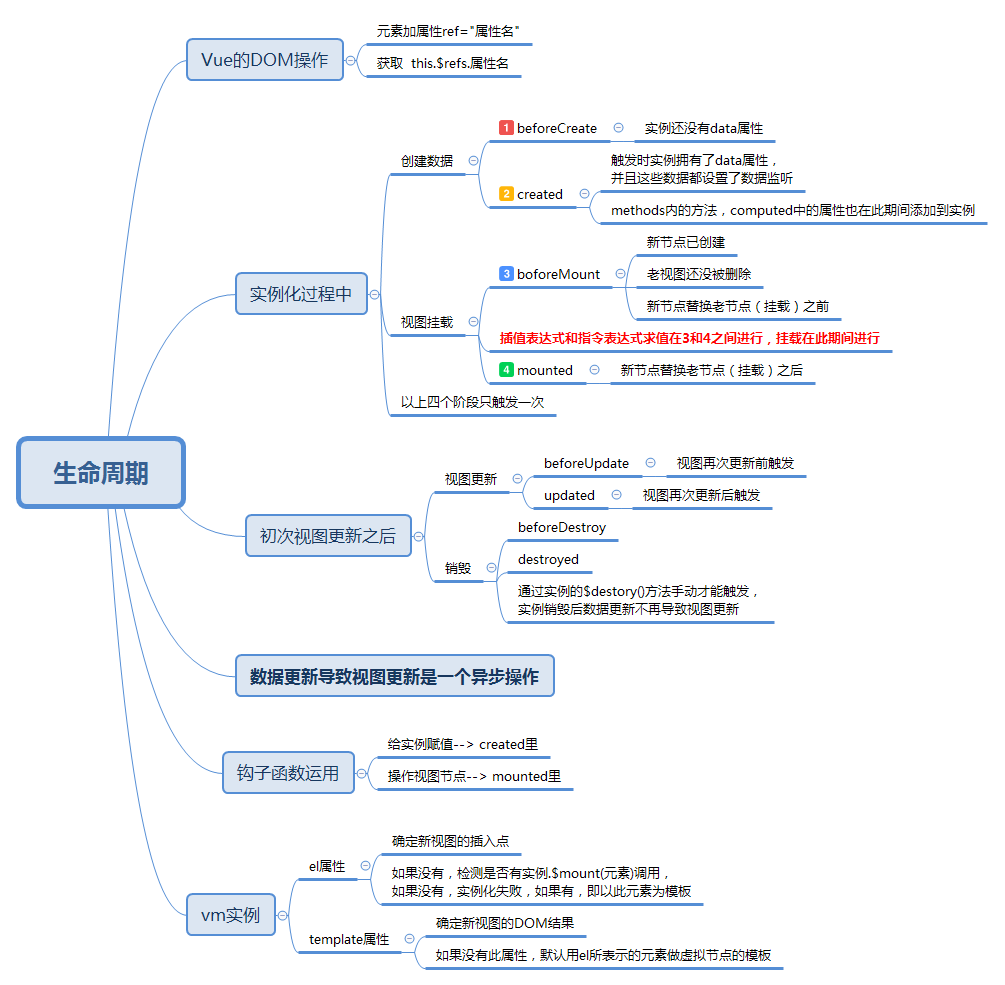 生命周期
Vue的DOM操作
元素加属性ref="属性名"
获取 this.$refs.属性名
实例化过程中
创建数据
1 beforeCreate
实例还没有data属性
2 created
触发时实例拥有了data属性，
并且这些数据都设置了数据监听
methods内的方法，computed中的属性也在此期间添加到实例
视图挂载
3 boforeMount
新节点已创建
老视图还没被删除
新节点替换老节点（挂载）之前
插值表达式和指令表达式求值在3和4之间进行，挂载在此期间进行
4 mounted
新节点替换老节点（挂载）之后
以上四个阶段只触发一次
初次视图更新之后
视图更新
beforeUpdate
视图再次更新前触发
updated
视图再次更新后触发
销毁
beforeDestroy
destroyed
通过实例的$destory()方法手动才能触发，
实例销毁后数据更新不再导致视图更新
数据更新导致视图更新是一个异步操作
钩子函数运用
给实例赋值--> created里
操作视图节点--> mounted里
vm实例
el属性
确定新视图的插入点
如果没有，检测是否有实例.$mount(元素)调用，
如果没有，实例化失败，如果有，即以此元素为模板
template属性
确定新视图的DOM结果
如果没有此属性，默认用el所表示的元素做虚拟节点的模板